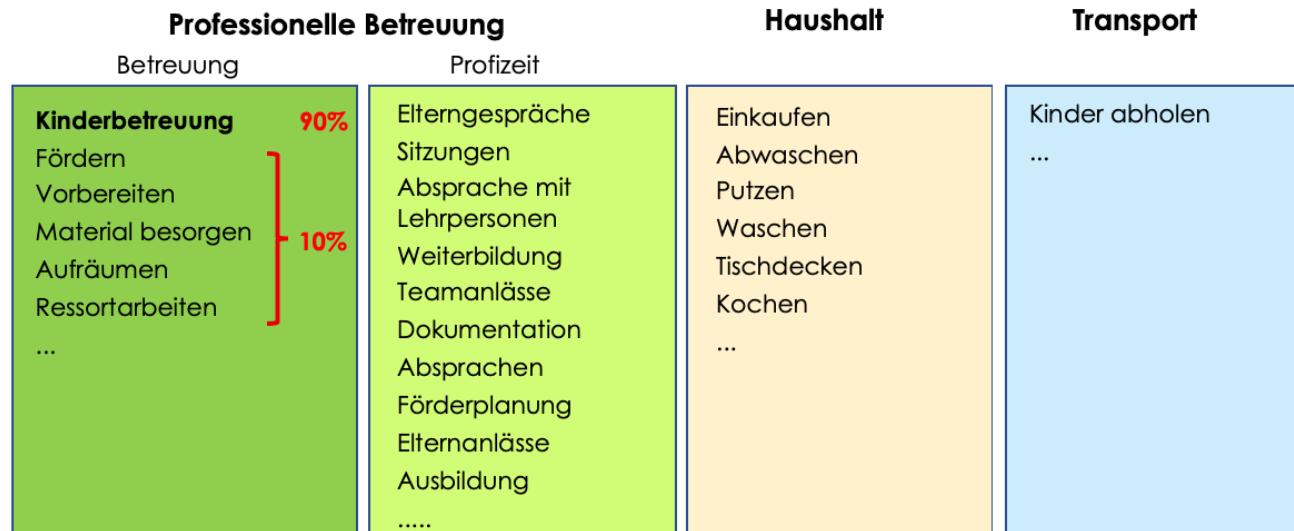 Professionelle Betreuung
Haushalt
Transport
Betreuung
Profizeit
Kinderbetreuung 90%
Fördern
Vorbereiten
Material besorgen
Aufräumen
Ressortarbeiten
10%
...
Elterngespräche
Sitzungen
Absprache mit
Lehrpersonen
Weiterbildung
Teamanlässe
Dokumentation
Absprachen
Förderplanung
Elternanlässe
Ausbildung
.....
Einkaufen
Abwaschen
Putzen
Waschen
Tischdecken
Kochen
...
Kinder abholen
...